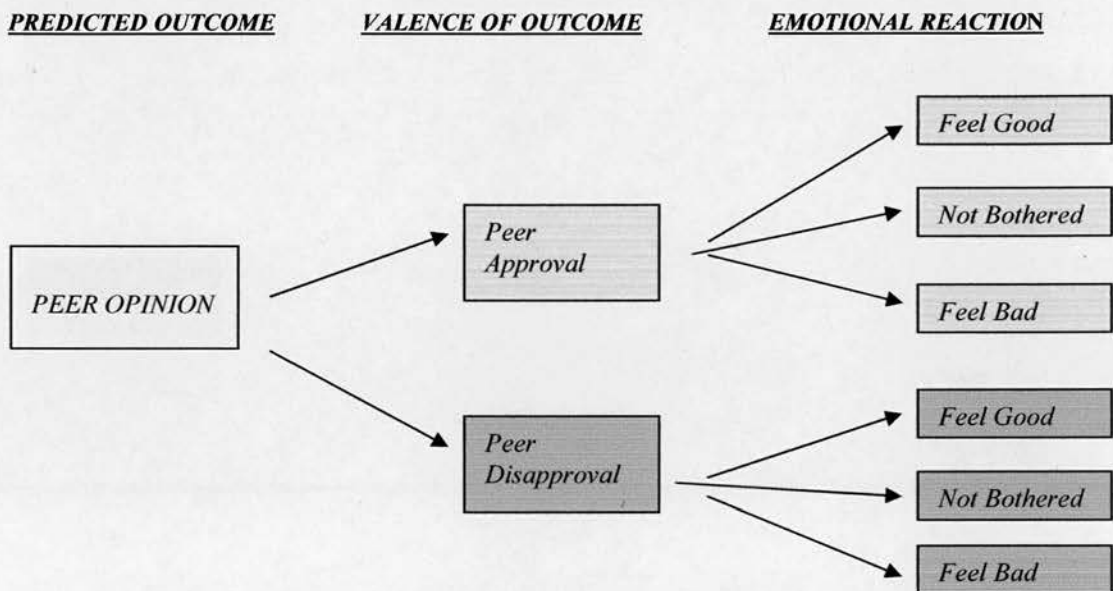 PREDICTED OUTCOME
VALENCE OF OUTCOME
EMOTIONAL REACTION
PEER OPINION
Peer
Approval
Peer
Disapproval
Feel Good
Not Bothered
Feel Bad
Feel Good
Not Bothered
Feel Bad